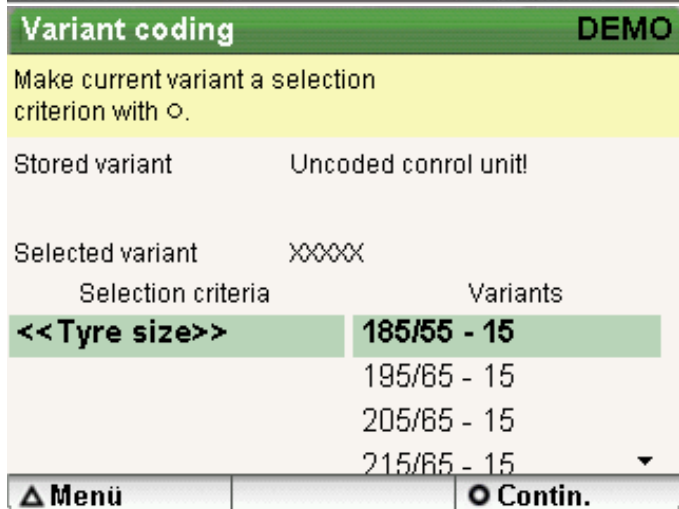 Variant coding DEMO
Make current variant a selection
criterion with O.
Stored variant Uncoded conrol unit!
Selected variant XXXXX
Selection criteria Variants
<<Tyre size>> 185/55 - 15
195/65 - 15
205/65 - 15
215/65 - 15
Menü Contin.